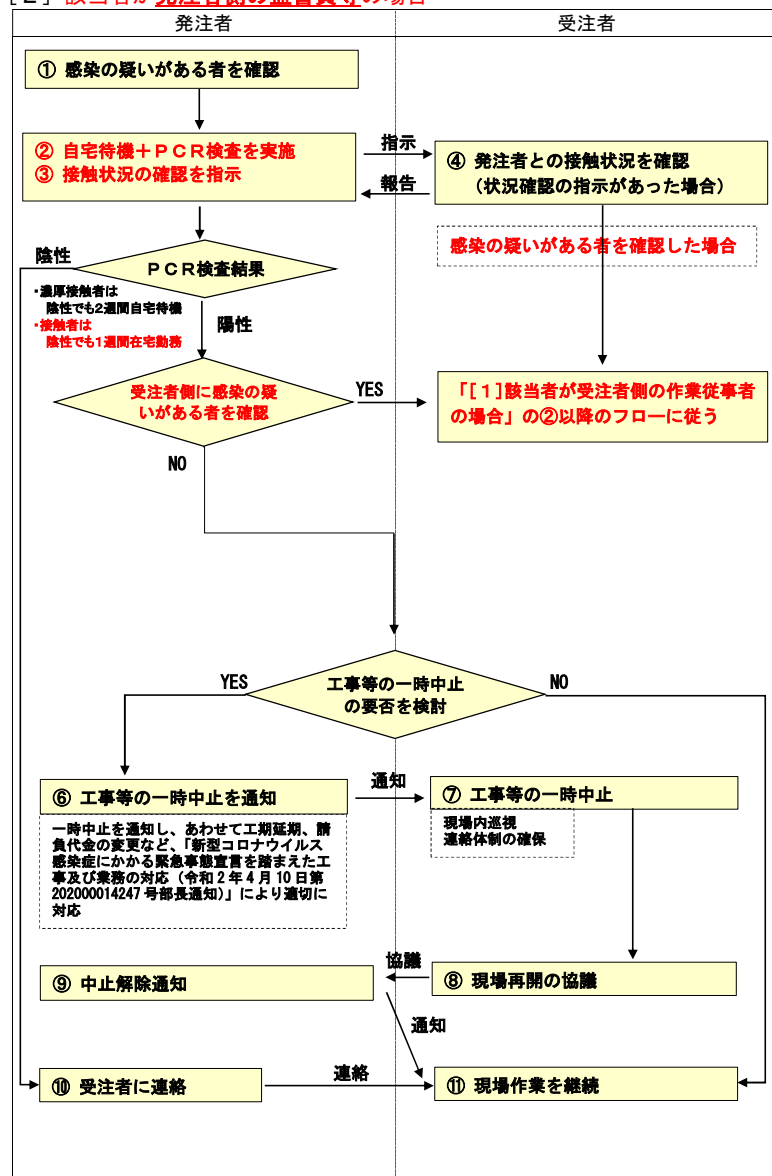 [2] 該当者が発注者側の監督員等の場合
発注者
受注者
① 感染の疑いがある者を確認
② 自宅待機+PCR検査を実施
③ 接触状況の確認を指示
指示
報告
④ 発注者との接触状況を確認
(状況確認の指示があった場合)
感染の疑いがある者を確認した場合
陰性
PCR検査結果
・濃厚接触者は
陰性でも2週間自宅待機
・接触者は
陰性でも1週間在宅勤務
陽性
受注者側に感染の疑
いがある者を確認
YES
「[1]該当者が受注者側の作業従事者
の場合」の②以降のフローに従う
NO
YES
工事等の一時中止
の要否を検討
NO
⑥ 工事等の一時中止を通知
通知
⑦ 工事等の一時中止
一時中止を通知し、あわせて工期延期、請
負代金の変更など、「新型コロナウイルス
感染症にかかる緊急事態宣言を踏まえた工
事及び業務の対応(令和2年4月10日第
202000014247号部長通知)」により適切に
対応
現場内巡視
連絡体制の確保
協議
⑨ 中止解除通知
⑧ 現場再開の協議
通知
⑩ 受注者に連絡
連絡
⑪ 現場作業を継続